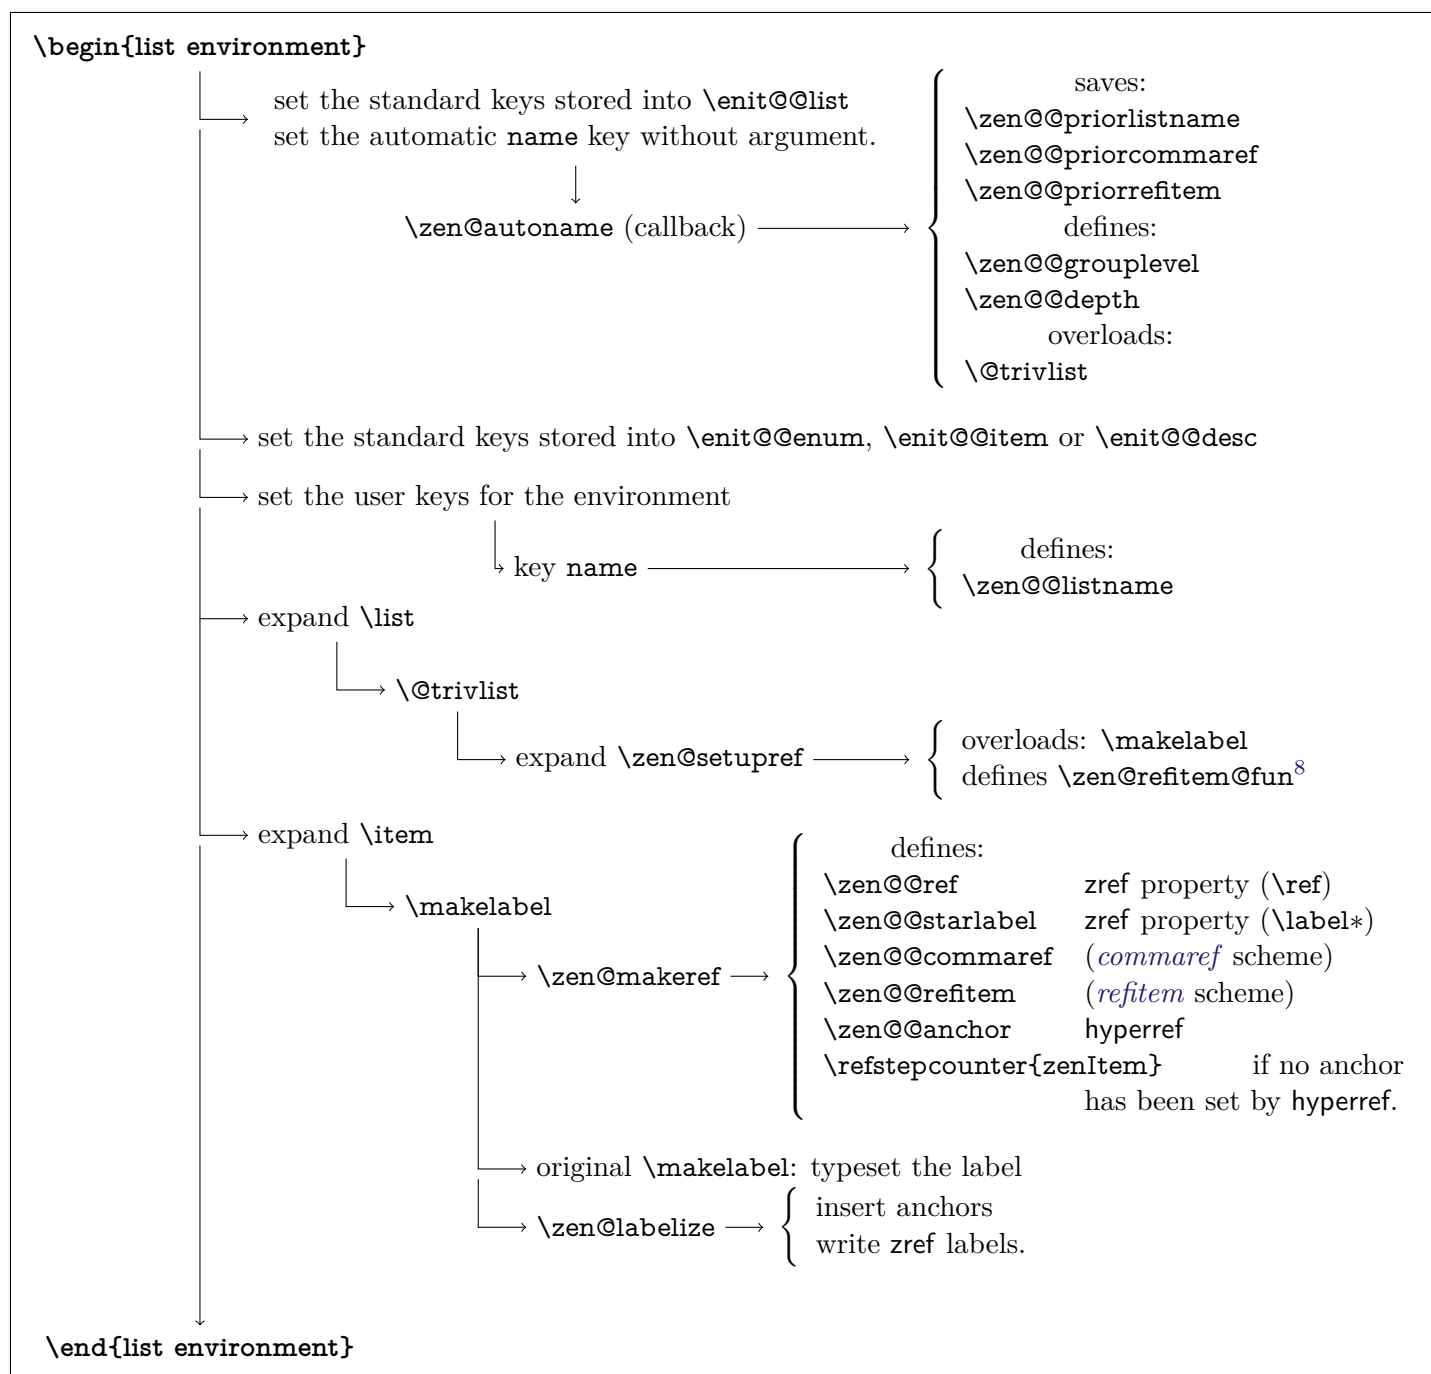 \begin{list environment}
set the standard keys stored into \enit@@list
set the automatic name key without argument.
\zen@autoname (callback)
saves:
\zen@@priorlistname
\zen@@priorcommaref
\zen@@priorrefitem
defines:
\zen@@grouplevel
\zen@@depth
overloads:
\@trivlist
set the standard keys stored into \enit@@enum, \enit@@item or \enit@@desc
set the user keys for the environment
key name
defines:
\zen@@listname
expand \list
\@trivlist
expand \zen@setupref
overloads: \makelabel
defines \zen@refitem@fun8
expand \item
\makelabel
\zen@makeref
defines:
\zen@@ref zref property (\ref)
\zen@@starlabel zref property (\label*)
\zen@@commaref (commaref scheme)
\zen@@refitem (refitem scheme)
\zen@@anchor hyperref
\refstepcounter{zenItem} if no anchor
has been set by hyperref.
original \makelabel: typeset the label
\zen@labelize
insert anchors
write zref labels.
\end{list environment}